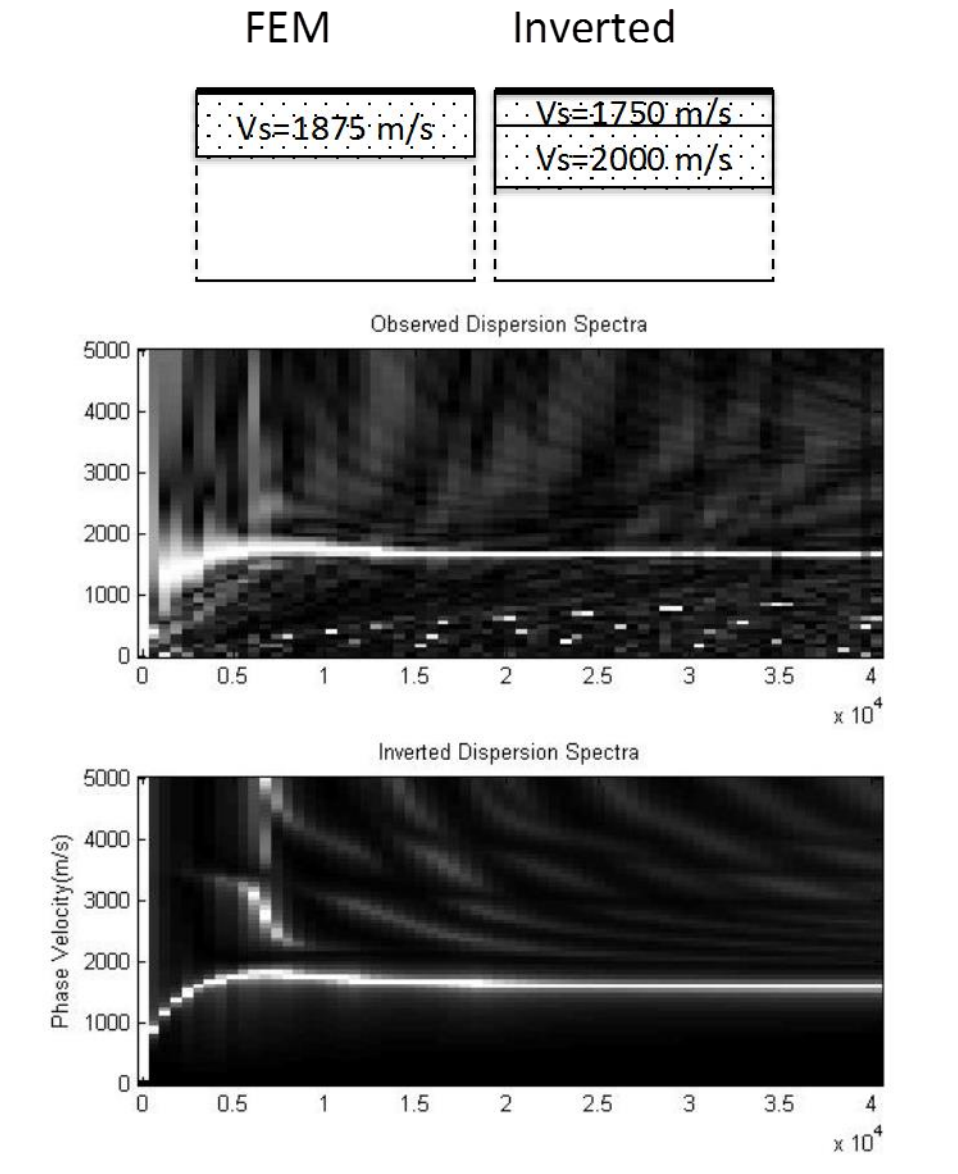 FEM Inverted
Vs=1875 m/s
Vs=1750 m/s
Vs=2000 m/s
Observed Dispersion Spectra
5000
4000
3000
2000
1000
0
0 0.5 1 1.5 2 2.5 3 3.5 4
x 10^4
Inverted Dispersion Spectra
Phase Velocity(m/s)
5000
4000
3000
2000
1000
0
0 0.5 1 1.5 2 2.5 3 3.5 4
x 10^4